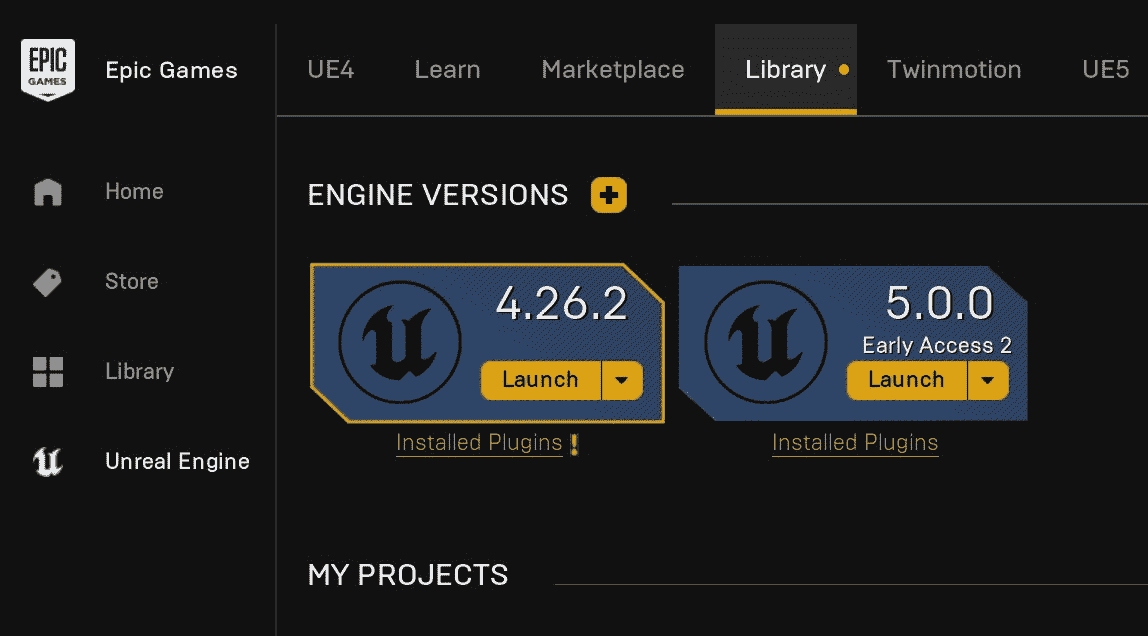 EPIC
GAMES
Epic Games
UE4 Learn Marketplace Library Twinmotion UE5
Home
Store
Library
Unreal Engine
ENGINE VERSIONS
4.26.2
Launch
Installed Plugins !
5.0.0
Early Access 2
Launch
Installed Plugins
MY PROJECTS